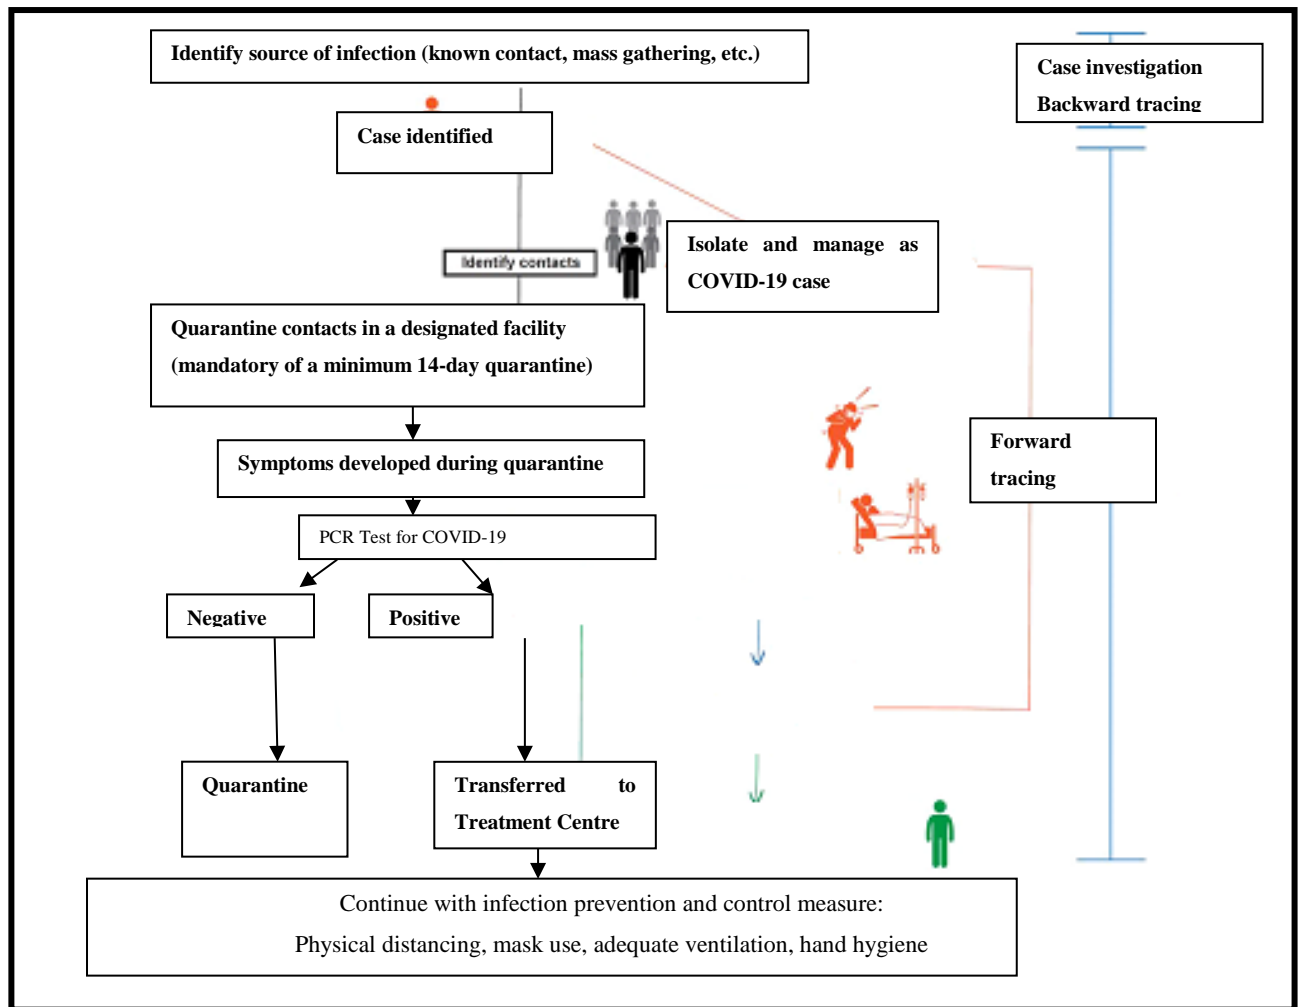 Identify source of infection (known contact, mass gathering, etc.)
Case investigation
Backward tracing
Case identified
Isolate and manage as
COVID-19 case
Identify contacts
Quarantine contacts in a designated facility
(mandatory of a minimum 14-day quarantine)
Forward
tracing
Symptoms developed during quarantine
PCR Test for COVID-19
Negative
Positive
Quarantine
Transferred to
Treatment Centre
Continue with infection prevention and control measure:
Physical distancing, mask use, adequate ventilation, hand hygiene